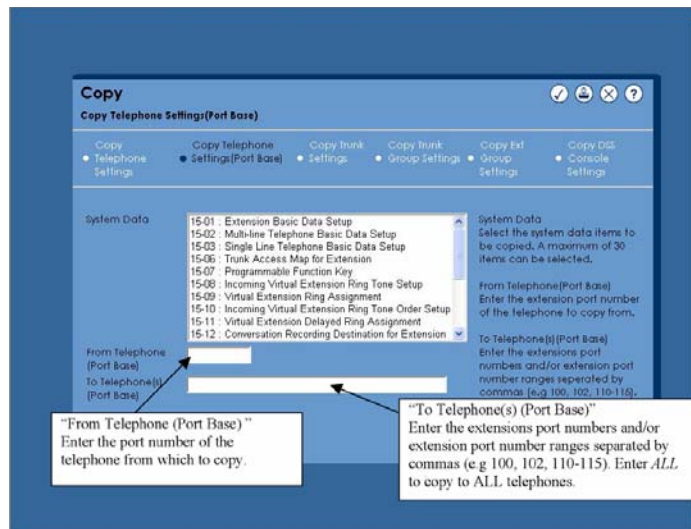 Copy
Copy Telephone Settings(Port Base)
Copy Telephone Settings
Copy Telephone Settings(Port Base)
Copy Trunk Settings
Copy Trunk Group Settings
Copy Ext Group Settings
Copy DSS Console Settings
System Data
15-01 : Extension Basic Data Setup
15-02 : Multi-line Telephone Basic Data Setup
15-03 : Single Line Telephone Basic Data Setup
15-06 : Trunk Access Map for Extension
15-07 : Programmable Function Key
15-08 : Incoming Virtual Extension Ring Tone Setup
15-09 : Virtual Extension Ring Assignment
15-10 : Incoming Virtual Extension Ring Tone Order Setup
15-11 : Virtual Extension Delayed Ring Assignment
15-12 : Conversation Recording Destination for Extension
System Data
Select the system data items to
be copied. A maximum of 30
items can be selected.
From Telephone(Port Base)
Enter the extension port number
of the telephone to copy from.
To Telephone(s)(Port Base)
Enter the extensions port
numbers and/or extension port
number ranges seperated by
commas (e.g 100, 102, 110-115).
From Telephone
(Port Base)
To Telephone(s)
(Port Base)
"From Telephone (Port Base) "
Enter the port number of the
telephone from which to copy.
"To Telephone(s) (Port Base)"
Enter the extensions port numbers and/or
extension port number ranges separated by
commas (e.g 100, 102, 110-115). Enter ALL
to copy to ALL telephones.